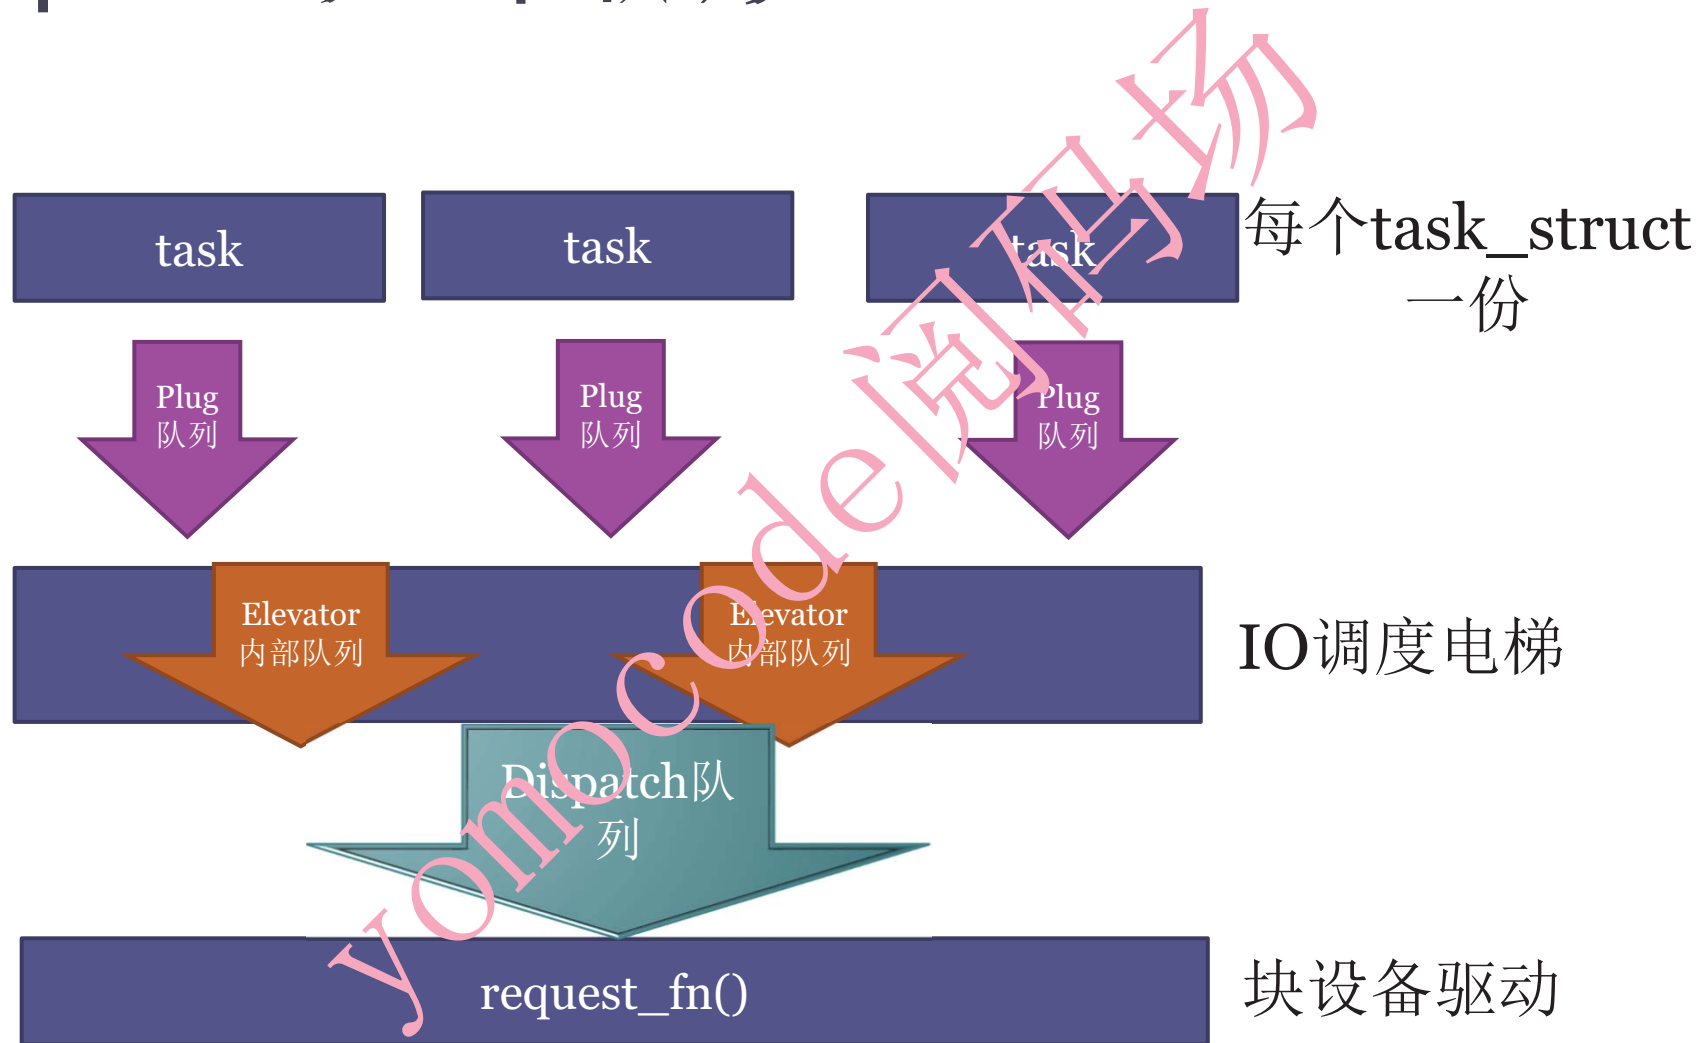 task
task
task
每个task_struct
一份
Plug
队列
Plug
队列
Plug
队列
Elevator
内部队列
Elevator
内部队列
IO调度电梯
Dispatch队
列
request_fn()
块设备驱动
yomocode阅码场